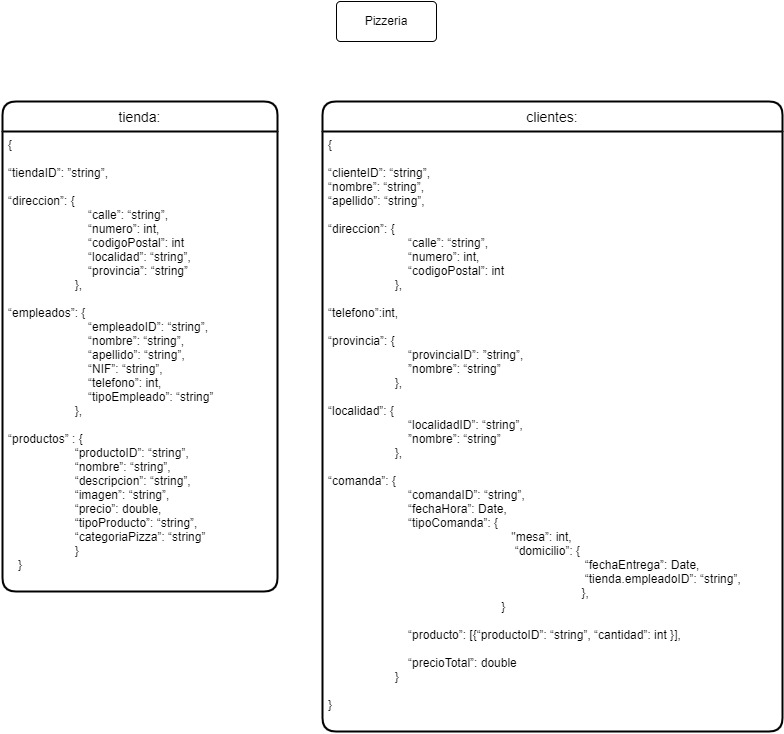 Pizzeria
tienda:
{
“tiendaID”: ”string”,
“direccion”: {
“calle”: “string”,
“numero”: int,
“codigoPostal”: int
“localidad”: “string”,
“provincia”: “string”
},
“empleados”: {
“empleadoID”: “string”,
“nombre”: “string”,
“apellido”: “string”,
“NIF”: “string”,
“telefono”: int,
“tipoEmpleado”: “string”
},
“productos” : {
“productoID”: “string”,
“nombre”: “string”,
“descripcion”: “string”,
“imagen”: “string”,
“precio”: double,
“tipoProducto”: “string”,
“categoriaPizza”: “string”
}
}
clientes:
{
“clienteID”: “string”,
“nombre”: “string”,
“apellido”: “string”,
“direccion”: {
“calle”: “string”,
“numero”: int,
“codigoPostal”: int
},
“telefono”:int,
“provincia”: {
“provinciaID”: ”string”,
”nombre”: “string”
},
“localidad”: {
“localidadID”: “string”,
”nombre”: “string”
},
“comanda”: {
“comandaID”: “string”,
“fechaHora”: Date,
“tipoComanda”: {
"mesa”: int,
“domicilio”: {
“fechaEntrega”: Date,
“tienda.empleadoID”: “string”,
},
}
“producto”: [{“productoID”: “string”, “cantidad”: int }],
“precioTotal”: double
}
}